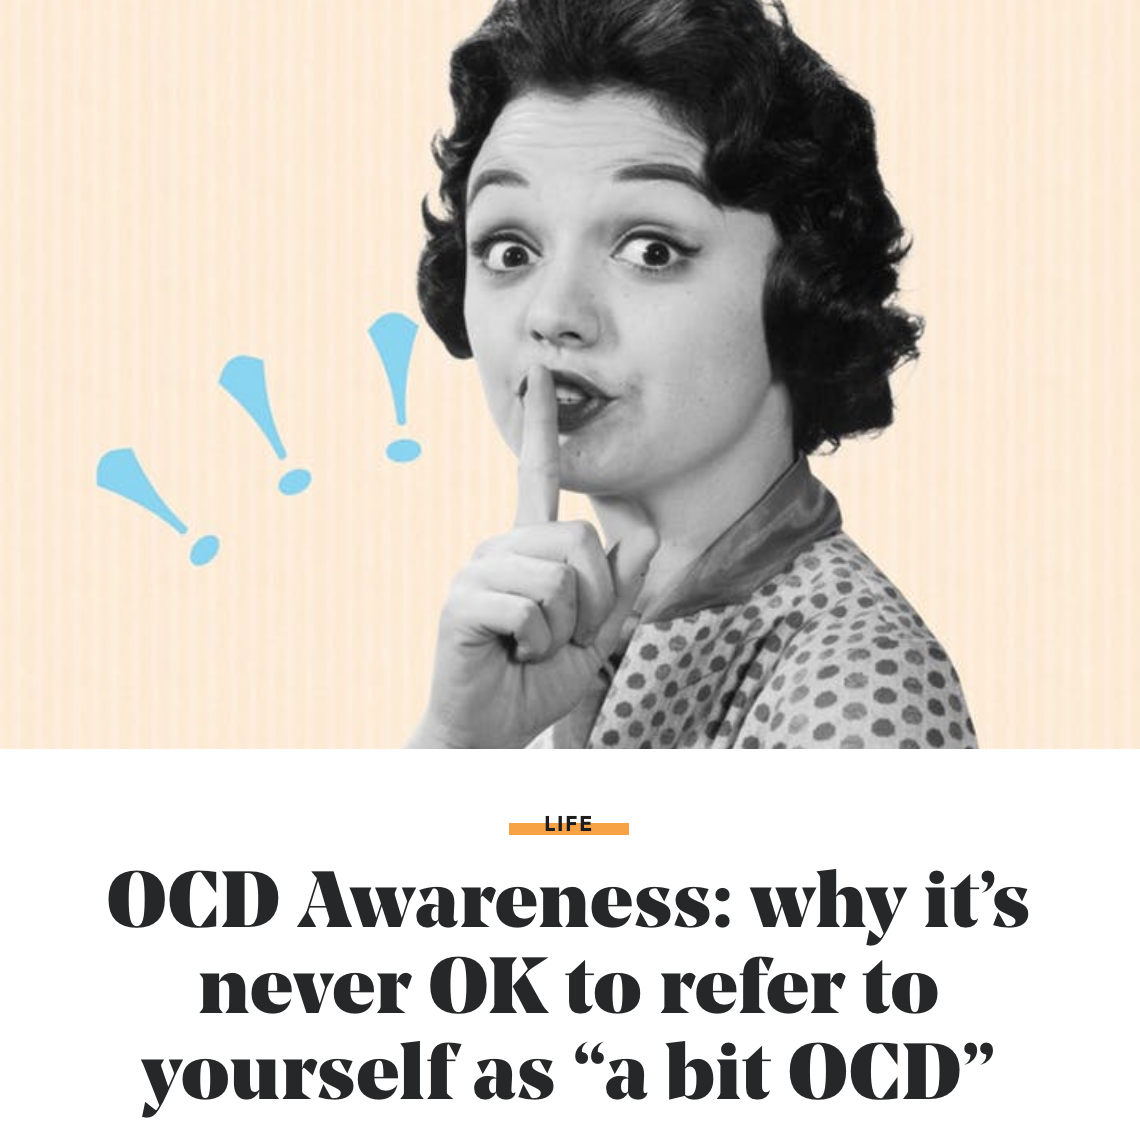 LIFE
OCD Awareness: why it’s
never OK to refer to
yourself as “a bit OCD”